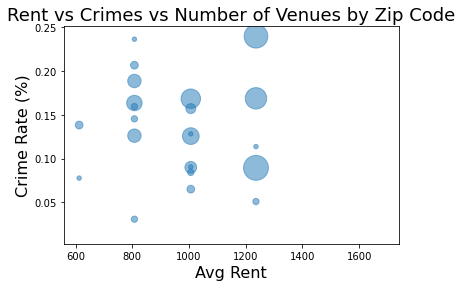 Rent vs Crimes vs Number of Venues by Zip Code
0.25
0.20
0.15
0.10
0.05
Crime Rate (%)
600 800 1000 1200 1400 1600
Avg Rent